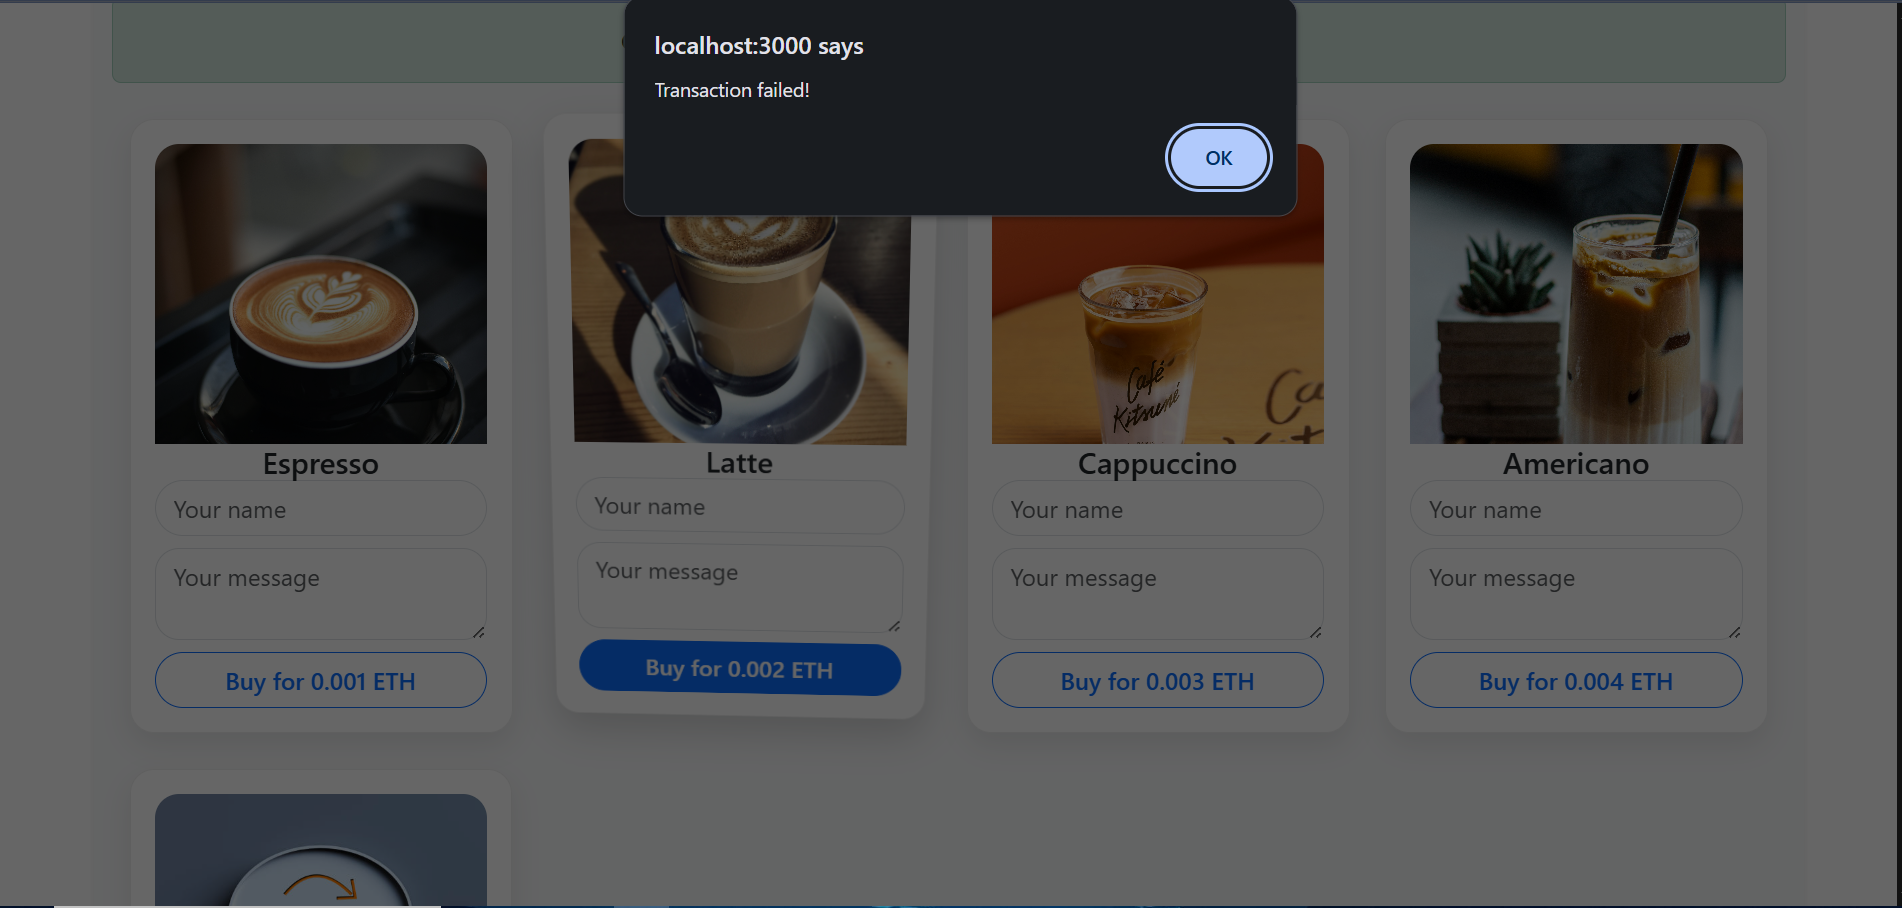 localhost:3000 says
Transaction failed!
OK
Café
Kitsuné
Espresso
Latte
Cappuccino
Americano
Your name
Your name
Your name
Your name
Your message
Your message
Your message
Your message
Buy for 0.001 ETH
Buy for 0.002 ETH
Buy for 0.003 ETH
Buy for 0.004 ETH